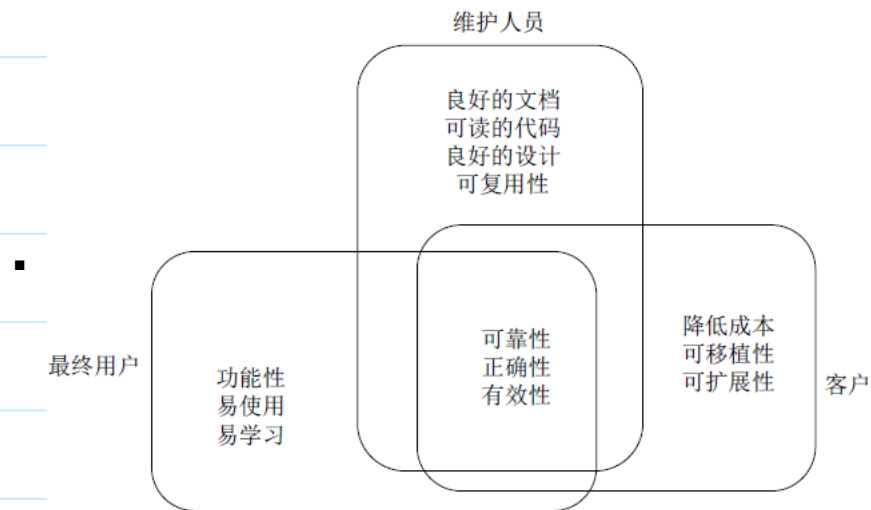 维护人员
良好的文档
可读的代码
良好的设计
可复用性
最终用户
功能性
易使用
易学习
可靠性
正确性
有效性
降低成本
可移植性
可扩展性
客户